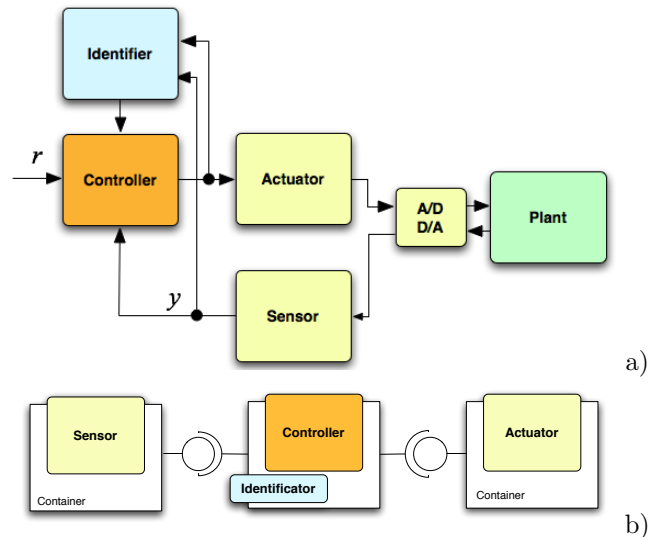 Identifier
r
Controller
Actuator
A/D
D/A
Plant
y
Sensor
a)
Sensor
Container
Controller
Identificator
Actuator
Container
b)